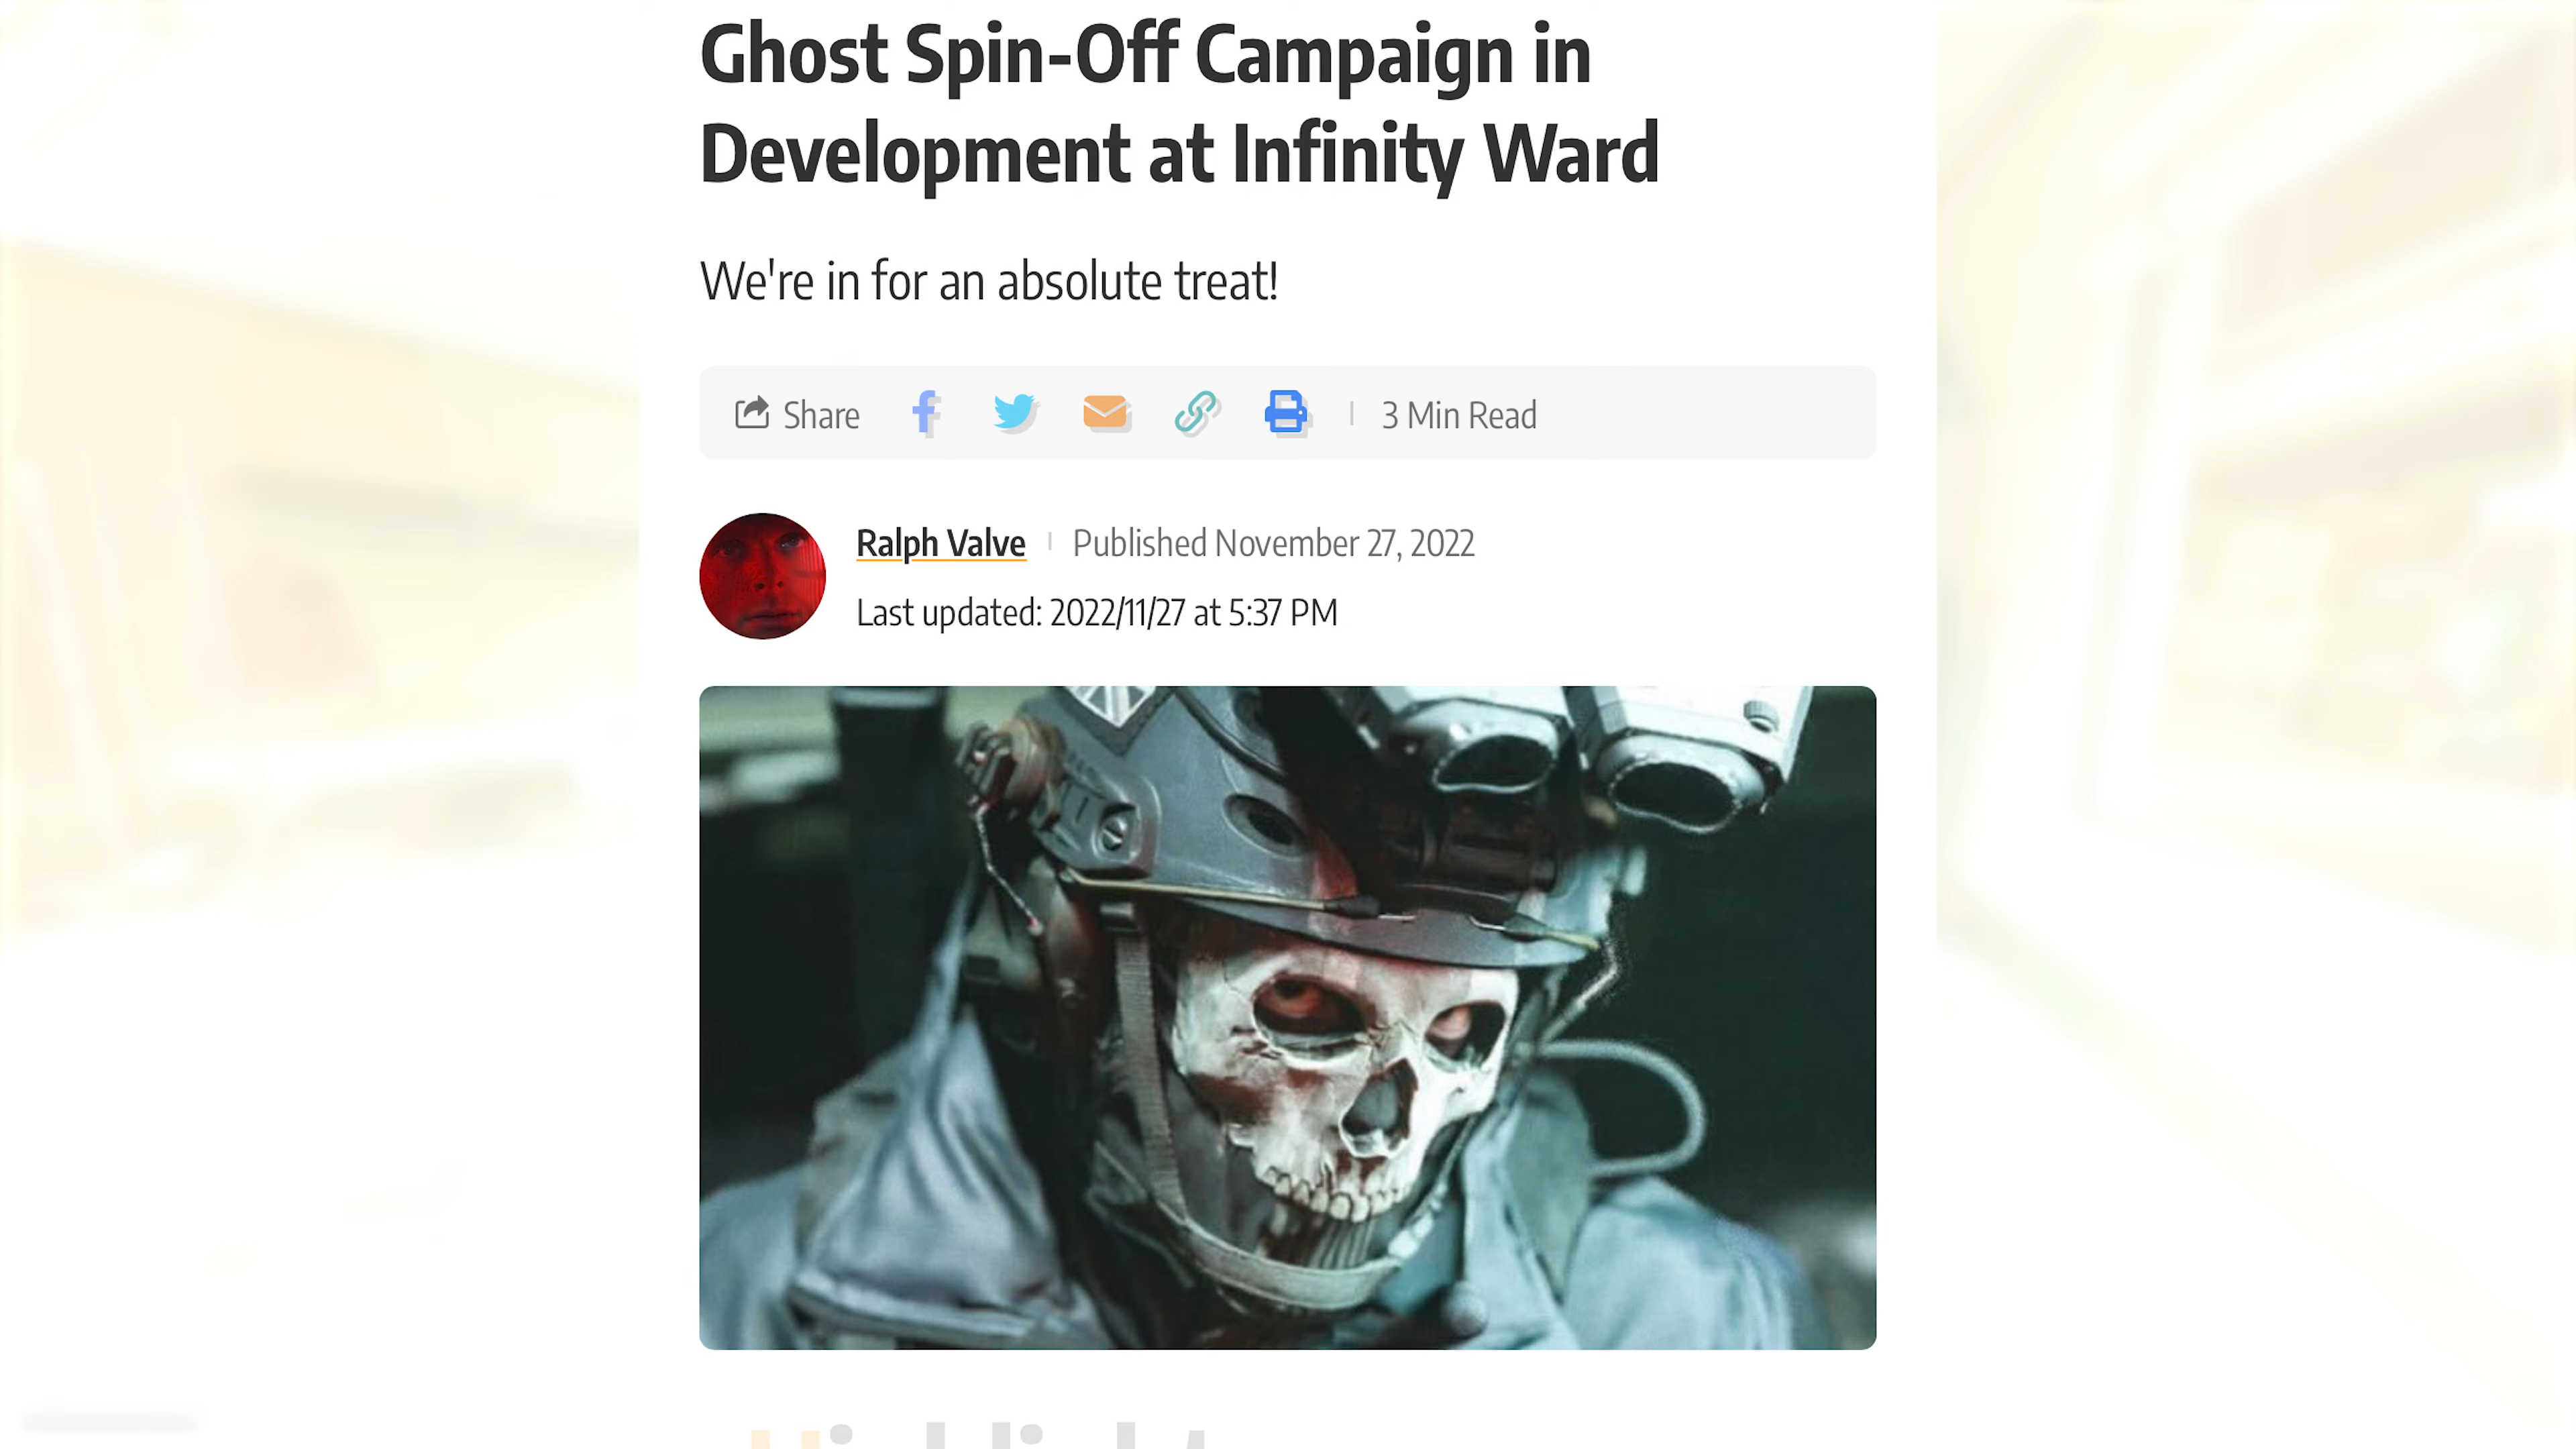 Ghost Spin-Off Campaign in
Development at Infinity Ward
We're in for an absolute treat!
Share
3 Min Read
Ralph Valve
Published November 27, 2022
Last updated: 2022/11/27 at 5:37 PM